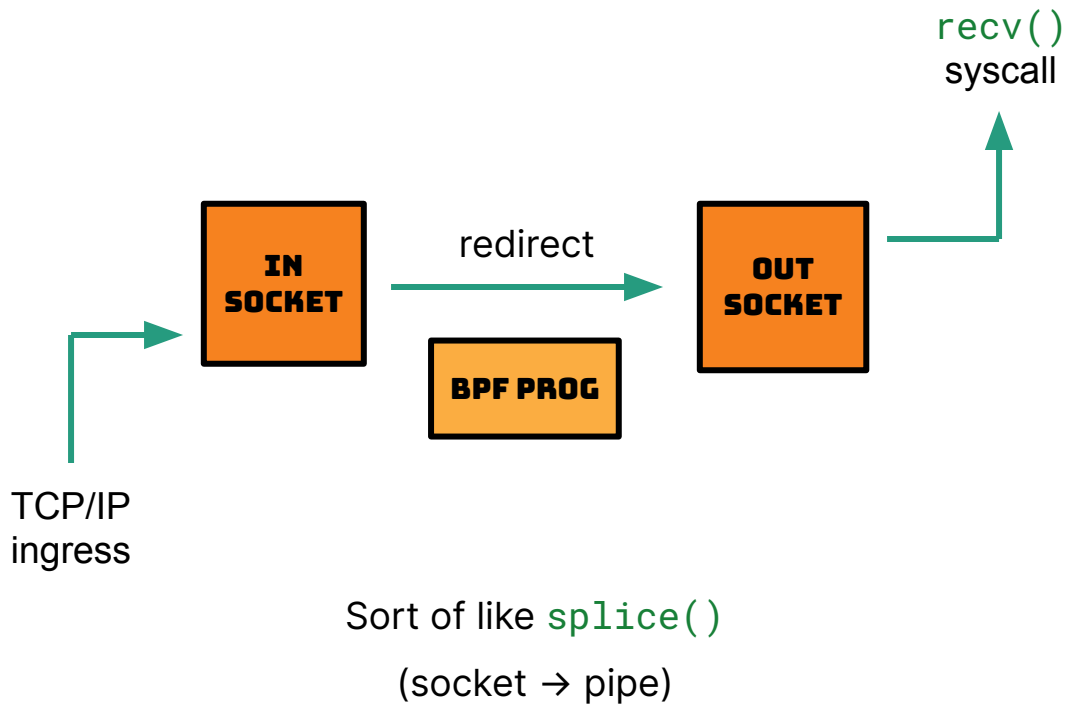 recv()
syscall
redirect
IN
SOCKET
OUT
SOCKET
BPF PROG
TCP/IP
ingress
Sort of like splice()
(socket → pipe)